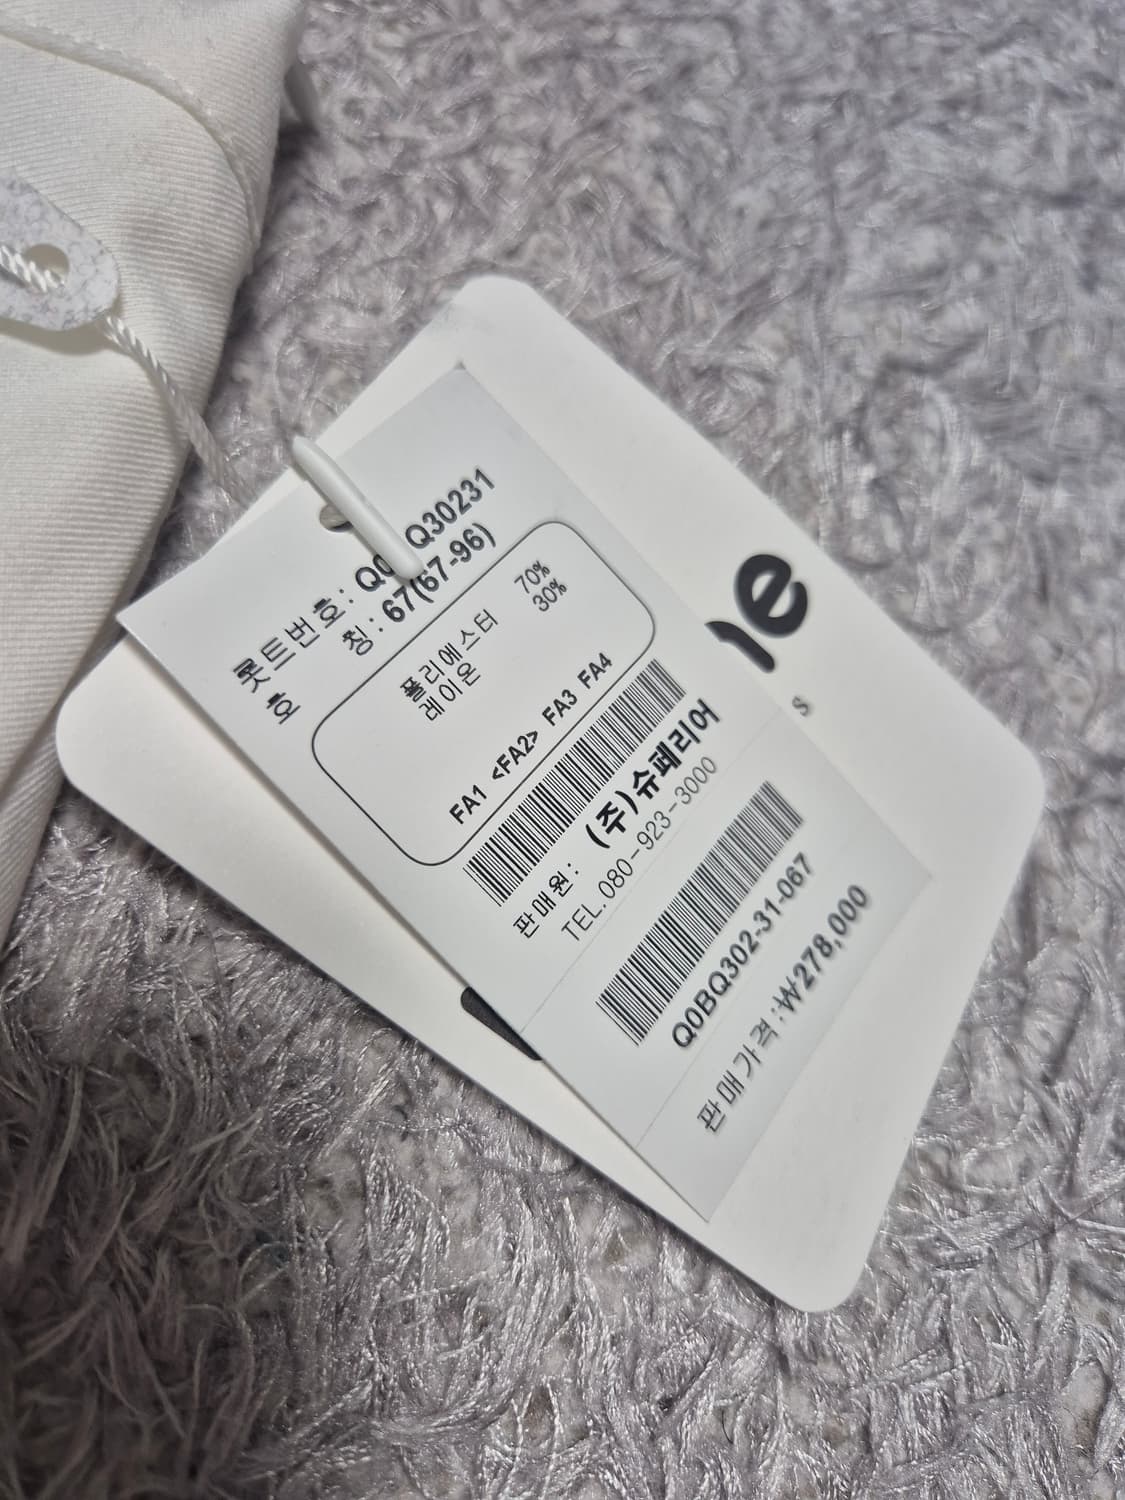 롯트번호: Q0 Q30231
호 칭: 67(67-96)
폴리에스터 70%
레이온 30%
FA1 <FA2> FA3 FA4
판매원: (주)슈페리어
TEL.080-923-3000
Q0BQ302-31-067
판매가격:₩278,000
e
s